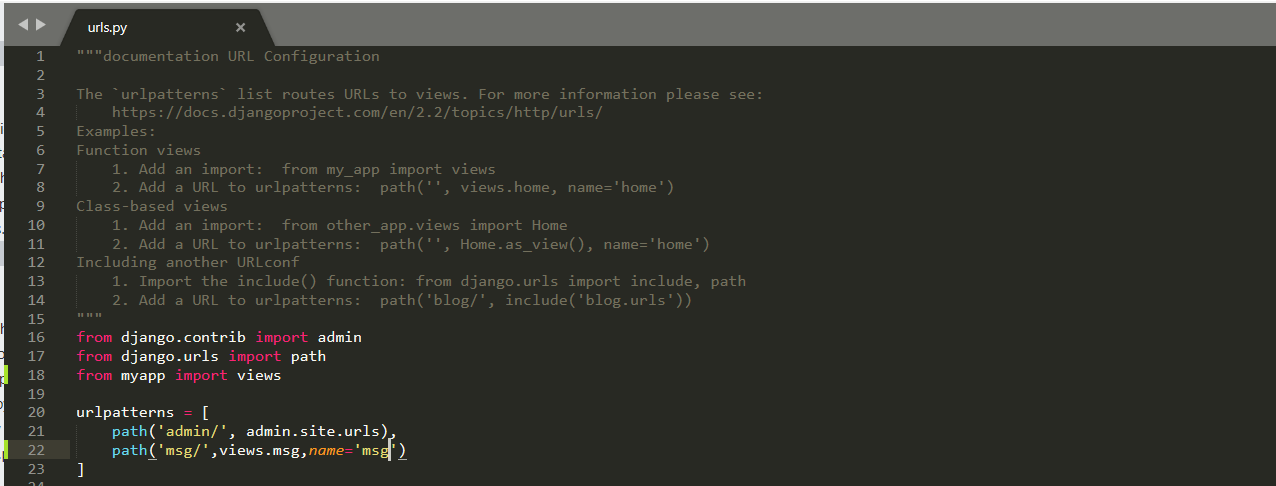 urls.py ×
1 """documentation URL Configuration
2
3 The `urlpatterns` list routes URLs to views. For more information please see:
4     https://docs.djangoproject.com/en/2.2/topics/http/urls/
5 Examples:
6 Function views
7     1. Add an import:  from my_app import views
8     2. Add a URL to urlpatterns:  path('', views.home, name='home')
9 Class-based views
10     1. Add an import:  from other_app.views import Home
11     2. Add a URL to urlpatterns:  path('', Home.as_view(), name='home')
12 Including another URLconf
13     1. Import the include() function: from django.urls import include, path
14     2. Add a URL to urlpatterns:  path('blog/', include('blog.urls'))
15 """
16 from django.contrib import admin
17 from django.urls import path
18 from myapp import views
19
20 urlpatterns = [
21     path('admin/', admin.site.urls),
22     path('msg/',views.msg,name='msg')
23 ]